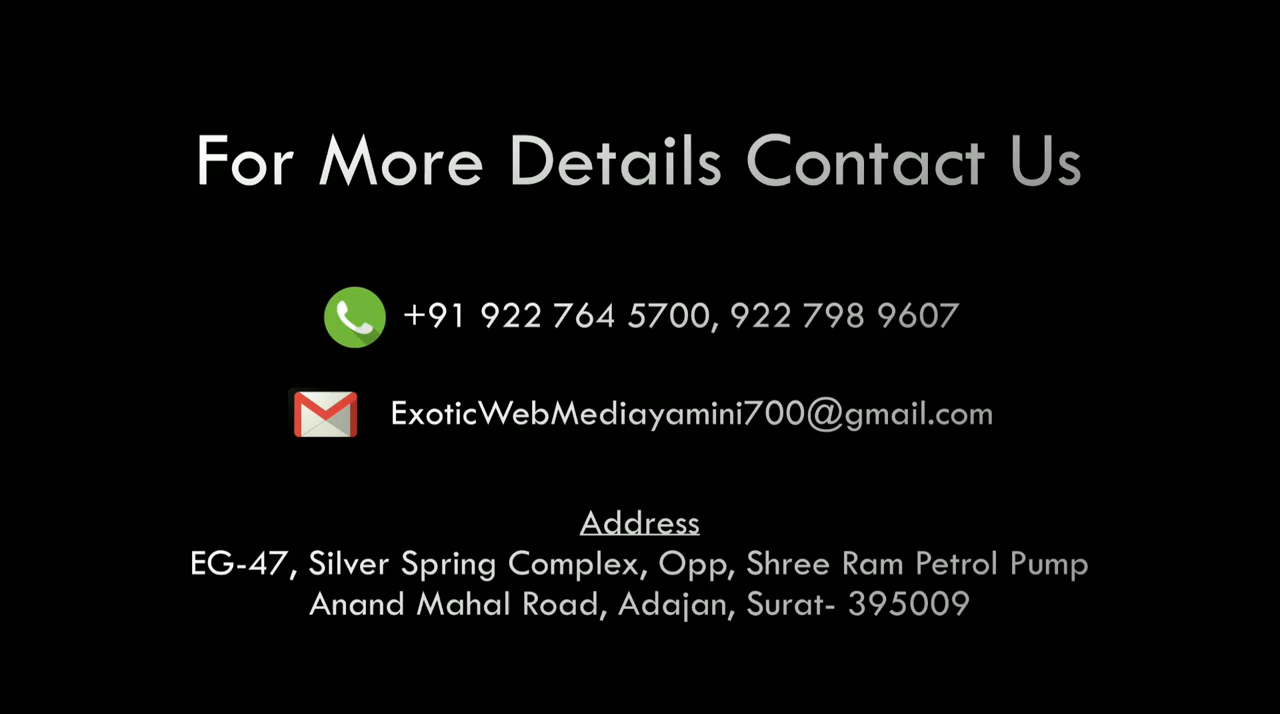 For More Details Contact Us
+91 922 764 5700, 922 798 9607
ExoticWebMediayamini700@gmail.com
Address
EG-47, Silver Spring Complex, Opp, Shree Ram Petrol Pump
Anand Mahal Road, Adajan, Surat- 395009